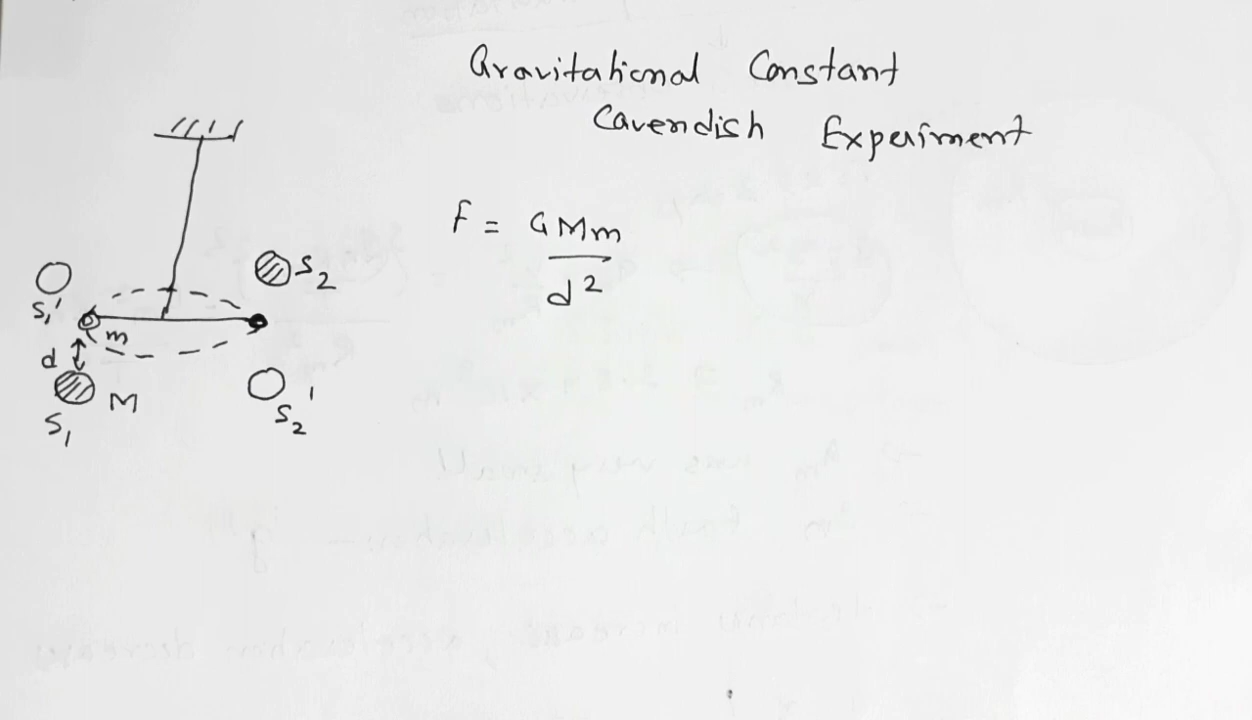 Gravitational Constant
Cavendish Experiment
F = GMm
d²
S₂
S₁'
m
d
M
S₁
S₂'